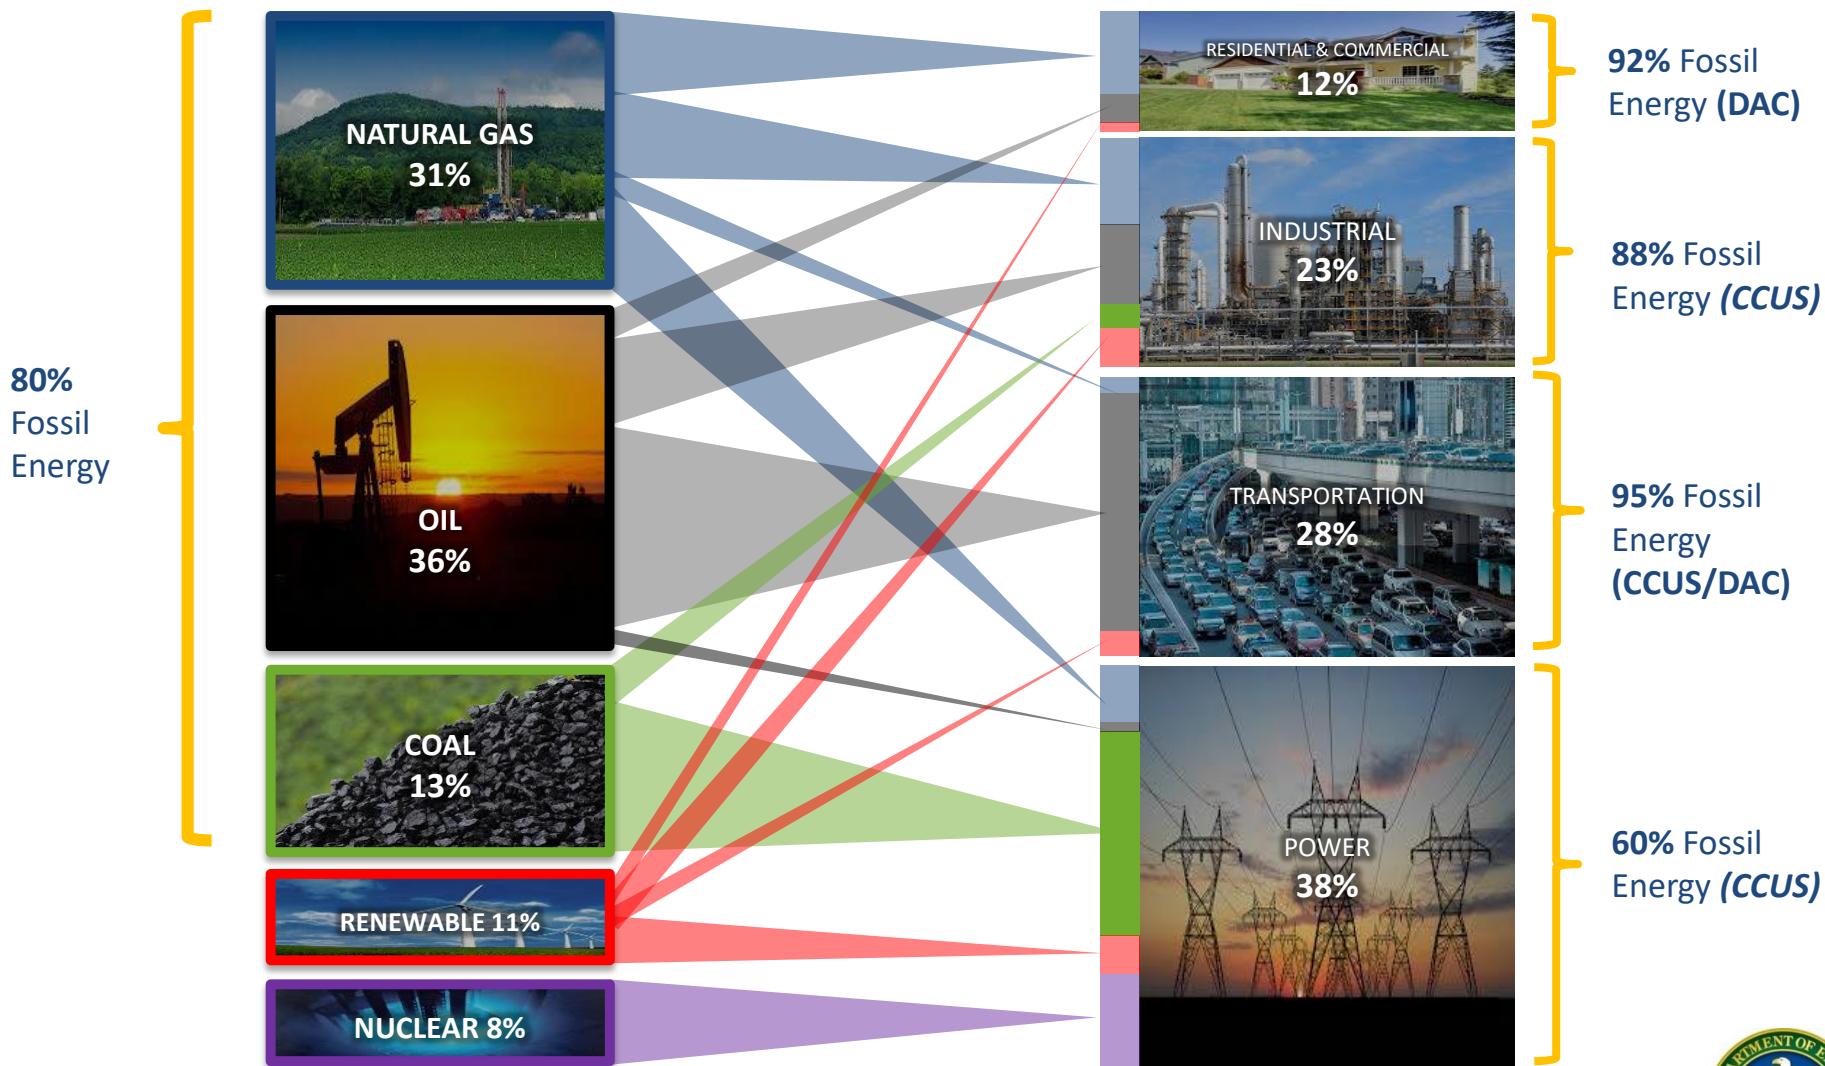 80%
Fossil
Energy
NATURAL GAS
31%
OIL
36%
COAL
13%
RENEWABLE 11%
NUCLEAR 8%
RESIDENTIAL & COMMERCIAL
12%
INDUSTRIAL
23%
TRANSPORTATION
28%
POWER
38%
92% Fossil
Energy (DAC)
88% Fossil
Energy (CCUS)
95% Fossil
Energy
(CCUS/DAC)
60% Fossil
Energy (CCUS)